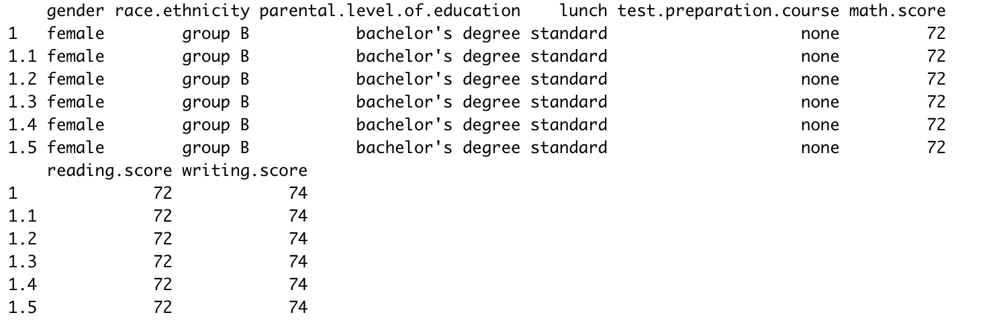 gender race.ethnicity parental.level.of.education    lunch test.preparation.course math.score
1   female        group B           bachelor's degree standard                    none         72
1.1 female        group B           bachelor's degree standard                    none         72
1.2 female        group B           bachelor's degree standard                    none         72
1.3 female        group B           bachelor's degree standard                    none         72
1.4 female        group B           bachelor's degree standard                    none         72
1.5 female        group B           bachelor's degree standard                    none         72
    reading.score writing.score
1              72            74
1.1            72            74
1.2            72            74
1.3            72            74
1.4            72            74
1.5            72            74